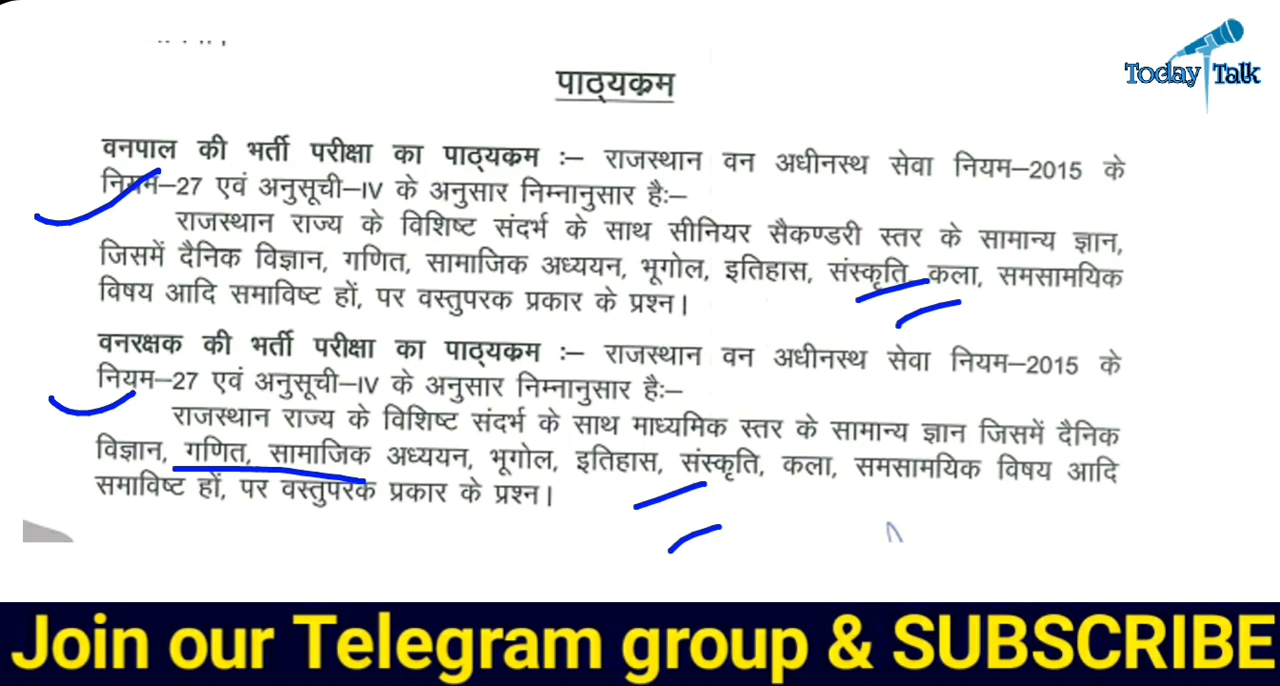 Today Talk
पाठ्यक्रम
वनपाल की भर्ती परीक्षा का पाठ्यक्रम :– राजस्थान वन अधीनस्थ सेवा नियम–2015 के
नियम–27 एवं अनुसूची–IV के अनुसार निम्नानुसार है:–
राजस्थान राज्य के विशिष्ट संदर्भ के साथ सीनियर सैकण्डरी स्तर के सामान्य ज्ञान,
जिसमें दैनिक विज्ञान, गणित, सामाजिक अध्ययन, भूगोल, इतिहास, संस्कृति, कला, समसामयिक
विषय आदि समाविष्ट हों, पर वस्तुपरक प्रकार के प्रश्न।
वनरक्षक की भर्ती परीक्षा का पाठ्यक्रम :– राजस्थान वन अधीनस्थ सेवा नियम–2015 के
नियम–27 एवं अनुसूची–IV के अनुसार निम्नानुसार है:–
राजस्थान राज्य के विशिष्ट संदर्भ के साथ माध्यमिक स्तर के सामान्य ज्ञान जिसमें दैनिक
विज्ञान, गणित, सामाजिक अध्ययन, भूगोल, इतिहास, संस्कृति, कला, समसामयिक विषय आदि
समाविष्ट हों, पर वस्तुपरक प्रकार के प्रश्न।
Join our Telegram group & SUBSCRIBE